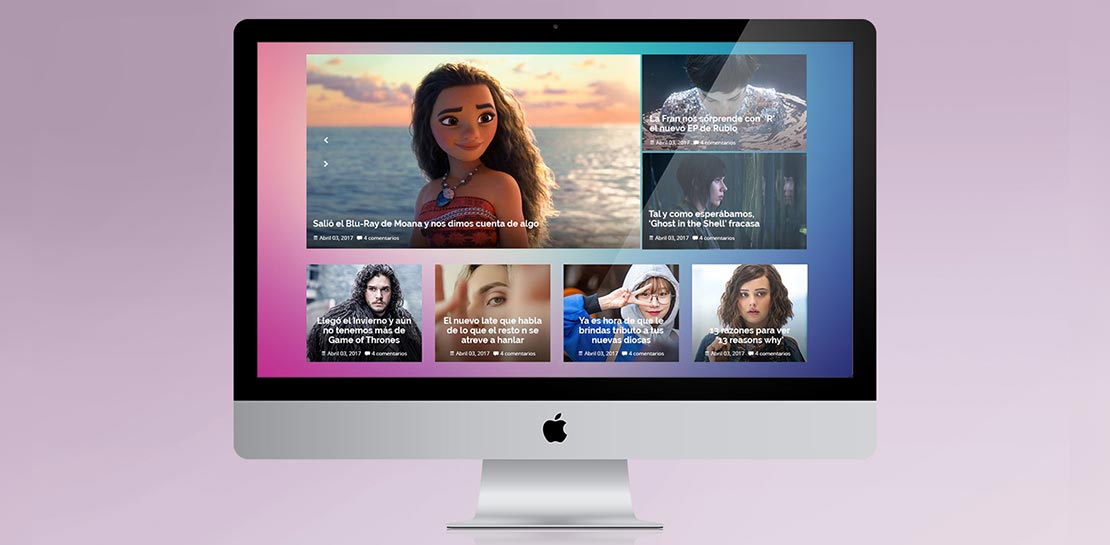 Salió el Blu-Ray de Moana y nos dimos cuenta de algo
Abril 03, 2017 4 comentarios
La Fran nos sorprende con 'R'
el nuevo EP de Rubio
Abril 03, 2017 4 comentarios
Tal y como esperábamos,
'Ghost in the Shell' fracasa
Abril 03, 2017 4 comentarios
Llegó el Invierno y aún
no tenemos más de
Game of Thrones
Abril 03, 2017 4 comentarios
El nuevo late que habla
de lo que el resto n se
atreve a hanlar
Abril 03, 2017 4 comentarios
Ya es hora de que le
brindas tributo a tus
nuevas diosas
Abril 03, 2017 4 comentarios
13 razones para ver
'13 reasons why'
Abril 03, 2017 4 comentarios